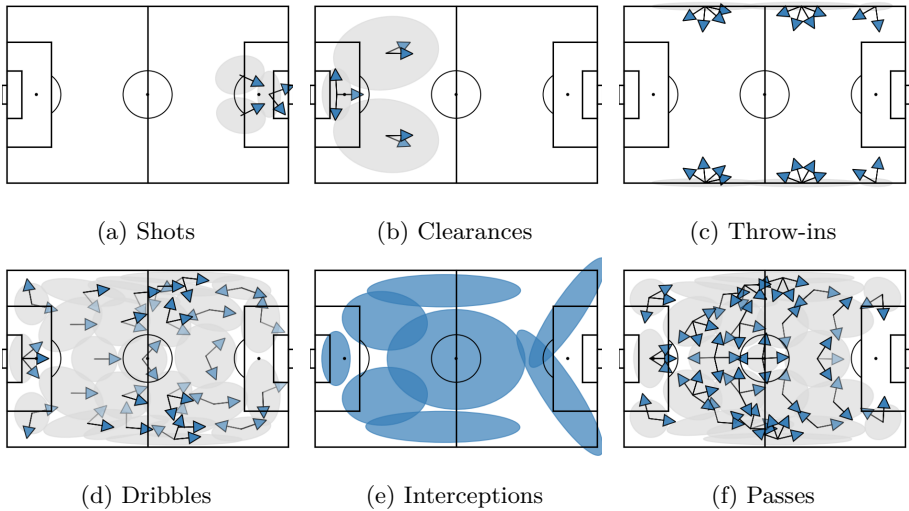 (a) Shots
(b) Clearances
(c) Throw-ins
(d) Dribbles
(e) Interceptions
(f) Passes